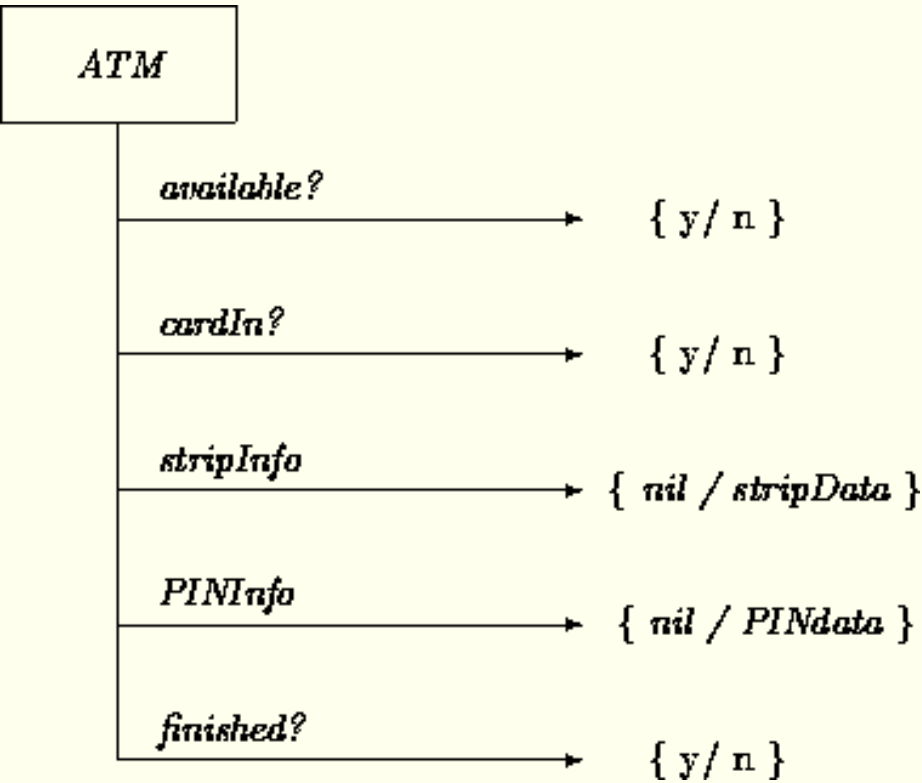 ATM
available?
{ y/ n }
cardIn?
{ y/ n }
stripInfo
{ nil / stripData }
PINInfo
{ nil / PINdata }
finished?
{ y/ n }